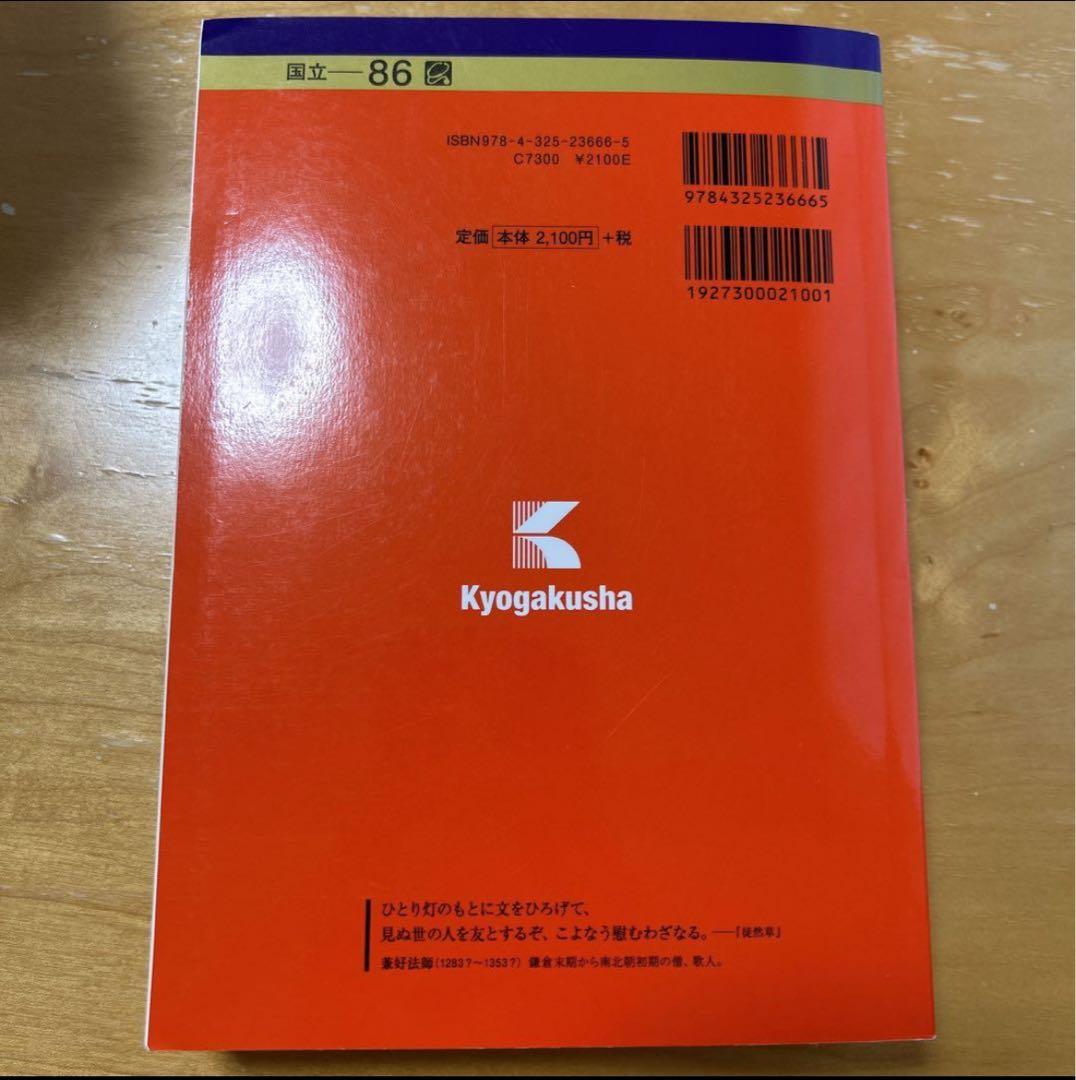 国立──86
ISBN978-4-325-23666-5
C7300 ¥2100E
9784325236665
定価 本体 2,100円 +税
1927300021001
Kyogakusha
ひとり灯のもとに文をひろげて、
見ぬ世の人を友とするぞ、こよなう慰むわざなる。──『徒然草』
兼好法師(1283?~1353?) 鎌倉末期から南北朝初期の僧、歌人。